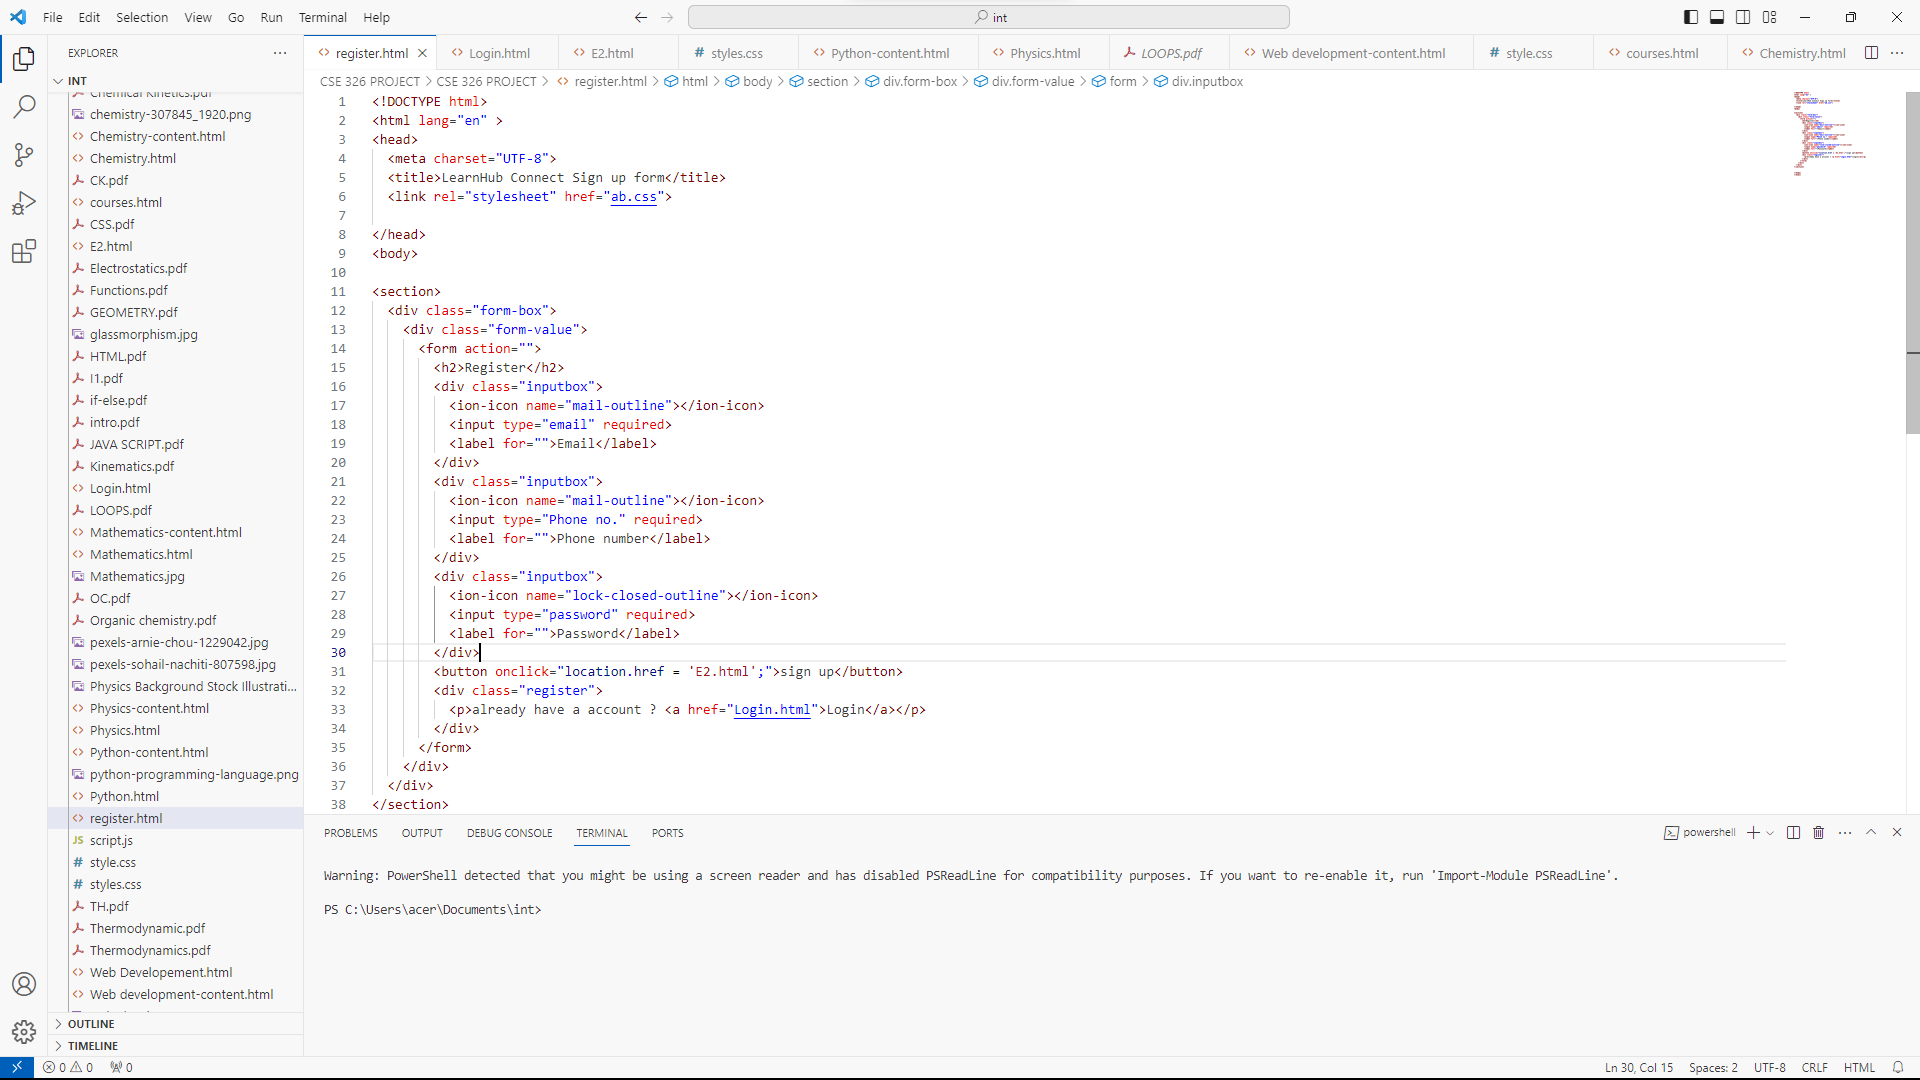 File Edit Selection View Go Run Terminal Help
int
EXPLORER
INT
Chemical Kinetics.pdf
chemistry-307845_1920.png
Chemistry-content.html
Chemistry.html
CK.pdf
courses.html
CSS.pdf
E2.html
Electrostatics.pdf
Functions.pdf
GEOMETRY.pdf
glassmorphism.jpg
HTML.pdf
I1.pdf
if-else.pdf
intro.pdf
JAVA SCRIPT.pdf
Kinematics.pdf
Login.html
LOOPS.pdf
Mathematics-content.html
Mathematics.html
Mathematics.jpg
OC.pdf
Organic chemistry.pdf
pexels-arnie-chou-1229042.jpg
pexels-sohail-nachiti-807598.jpg
Physics Background Stock Illustrati...
Physics-content.html
Physics.html
Python-content.html
python-programming-language.png
Python.html
register.html
JS script.js
# style.css
# styles.css
TH.pdf
Thermodynamic.pdf
Thermodynamics.pdf
Web Developement.html
Web development-content.html
OUTLINE
TIMELINE
register.html Login.html E2.html # styles.css Python-content.html Physics.html LOOPS.pdf Web development-content.html # style.css courses.html Chemistry.html
CSE 326 PROJECT > CSE 326 PROJECT > register.html > html > body > section > div.form-box > div.form-value > form > div.inputbox
1 <!DOCTYPE html>
2 <html lang="en" >
3 <head>
4 <meta charset="UTF-8">
5 <title>LearnHub Connect Sign up form</title>
6 <link rel="stylesheet" href="ab.css">
7
8 </head>
9 <body>
10
11 <section>
12 <div class="form-box">
13 <div class="form-value">
14 <form action="">
15 <h2>Register</h2>
16 <div class="inputbox">
17 <ion-icon name="mail-outline"></ion-icon>
18 <input type="email" required>
19 <label for="">Email</label>
20 </div>
21 <div class="inputbox">
22 <ion-icon name="mail-outline"></ion-icon>
23 <input type="Phone no." required>
24 <label for="">Phone number</label>
25 </div>
26 <div class="inputbox">
27 <ion-icon name="lock-closed-outline"></ion-icon>
28 <input type="password" required>
29 <label for="">Password</label>
30 </div>
31 <button onclick="location.href = 'E2.html';">sign up</button>
32 <div class="register">
33 <p>already have a account ? <a href="Login.html">Login</a></p>
34 </div>
35 </form>
36 </div>
37 </div>
38 </section>
PROBLEMS OUTPUT DEBUG CONSOLE TERMINAL PORTS
powershell
Warning: PowerShell detected that you might be using a screen reader and has disabled PSReadLine for compatibility purposes. If you want to re-enable it, run 'Import-Module PSReadLine'.
PS C:\Users\acer\Documents\int>
0 0 0
Ln 30, Col 15 Spaces: 2 UTF-8 CRLF HTML